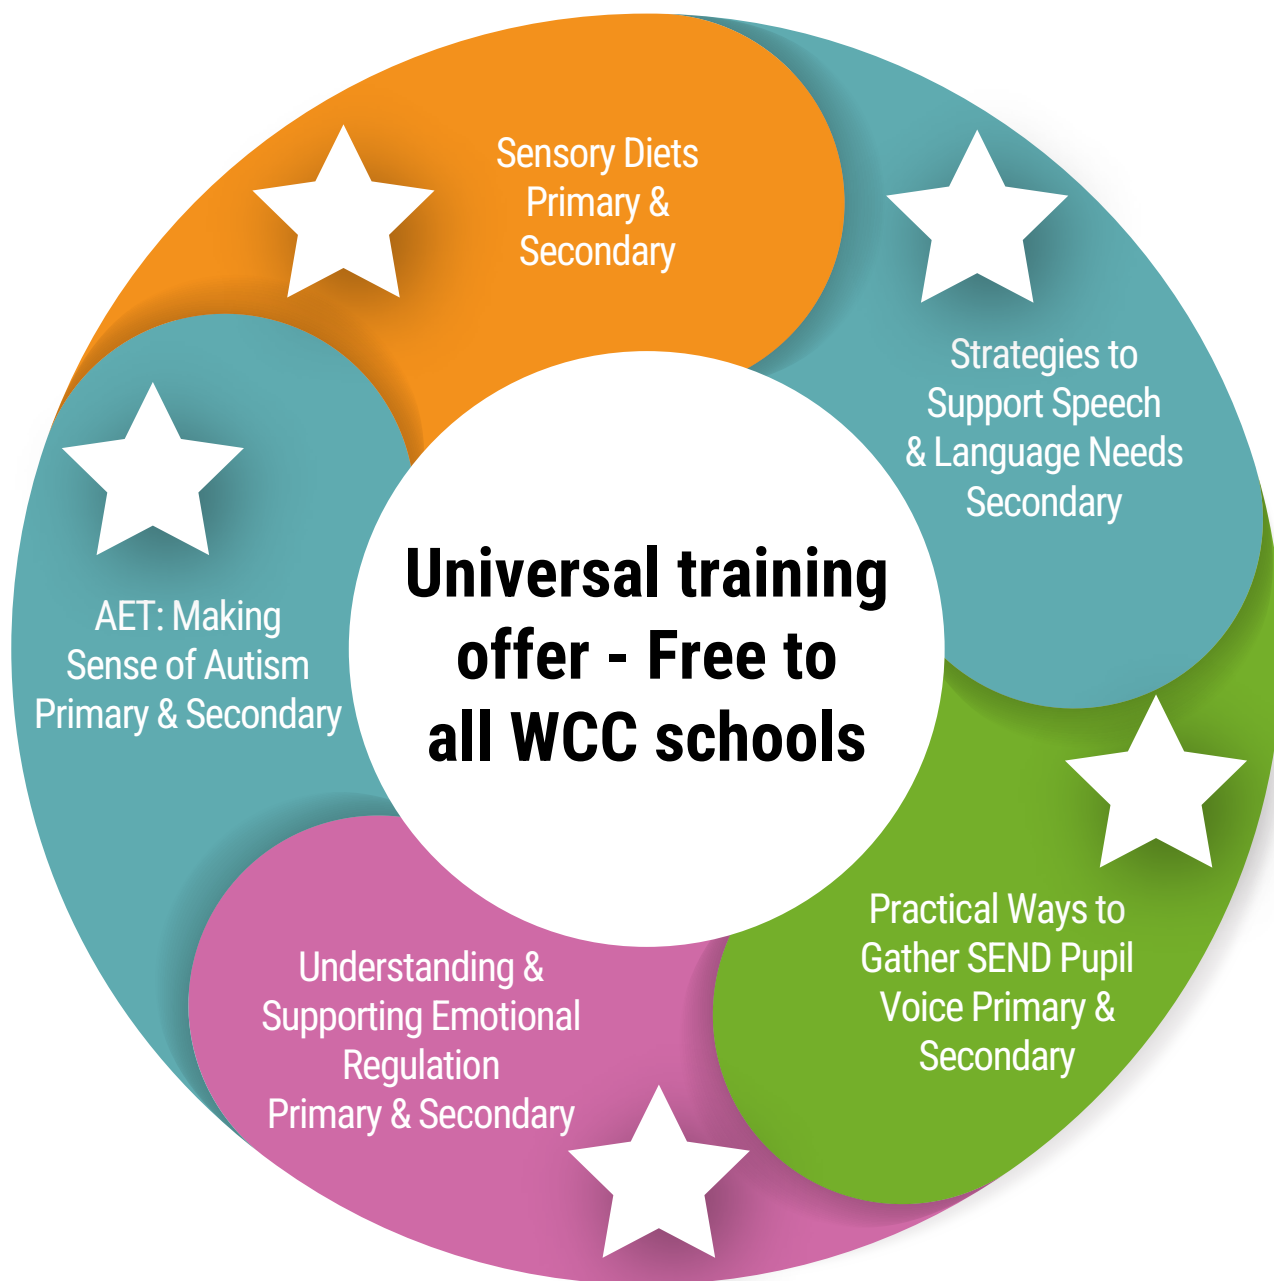 Sensory Diets
Primary &
Secondary
Strategies to
Support Speech
& Language Needs
Secondary
Universal training
offer - Free to
all WCC schools
AET: Making
Sense of Autism
Primary & Secondary
Practical Ways to
Gather SEND Pupil
Voice Primary &
Secondary
Understanding &
Supporting Emotional
Regulation
Primary & Secondary